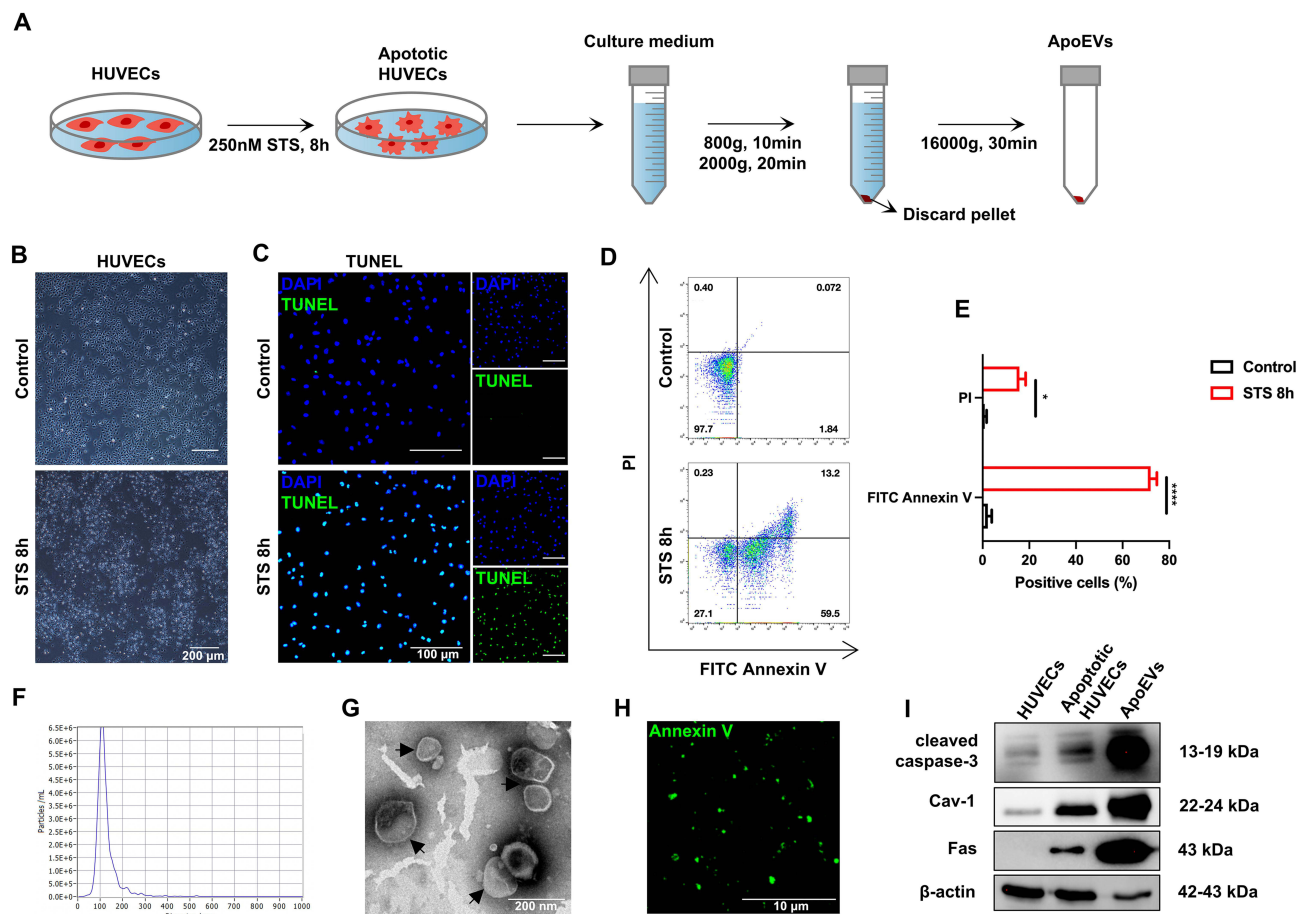 A
HUVECs
250nM STS, 8h
Apototic
HUVECs
Culture medium
800g, 10min
2000g, 20min
Discard pellet
16000g, 30min
ApoEVs
B
HUVECs
Control
STS 8h
200 μm
C
TUNEL
Control
DAPI
TUNEL
DAPI
TUNEL
STS 8h
DAPI
TUNEL
100 μm
DAPI
TUNEL
D
PI
Control
0.40
0.072
97.7
1.84
STS 8h
0.23
13.2
27.1
59.5
FITC Annexin V
E
Control
STS 8h
PI
*
FITC Annexin V
****
0 20 40 60 80
Positive cells (%)
F
Particles /mL
6.5E+6
6.0E+6
5.5E+6
5.0E+6
4.5E+6
4.0E+6
3.5E+6
3.0E+6
2.5E+6
2.0E+6
1.5E+6
1.0E+6
5.0E+5
0.0E+0
0 100 200 300 400 500 600 700 800 900 1000
G
200 nm
H
Annexin V
10 μm
I
HUVECs
Apoptotic
HUVECs
ApoEVs
cleaved
caspase-3
13-19 kDa
Cav-1
22-24 kDa
Fas
43 kDa
β-actin
42-43 kDa